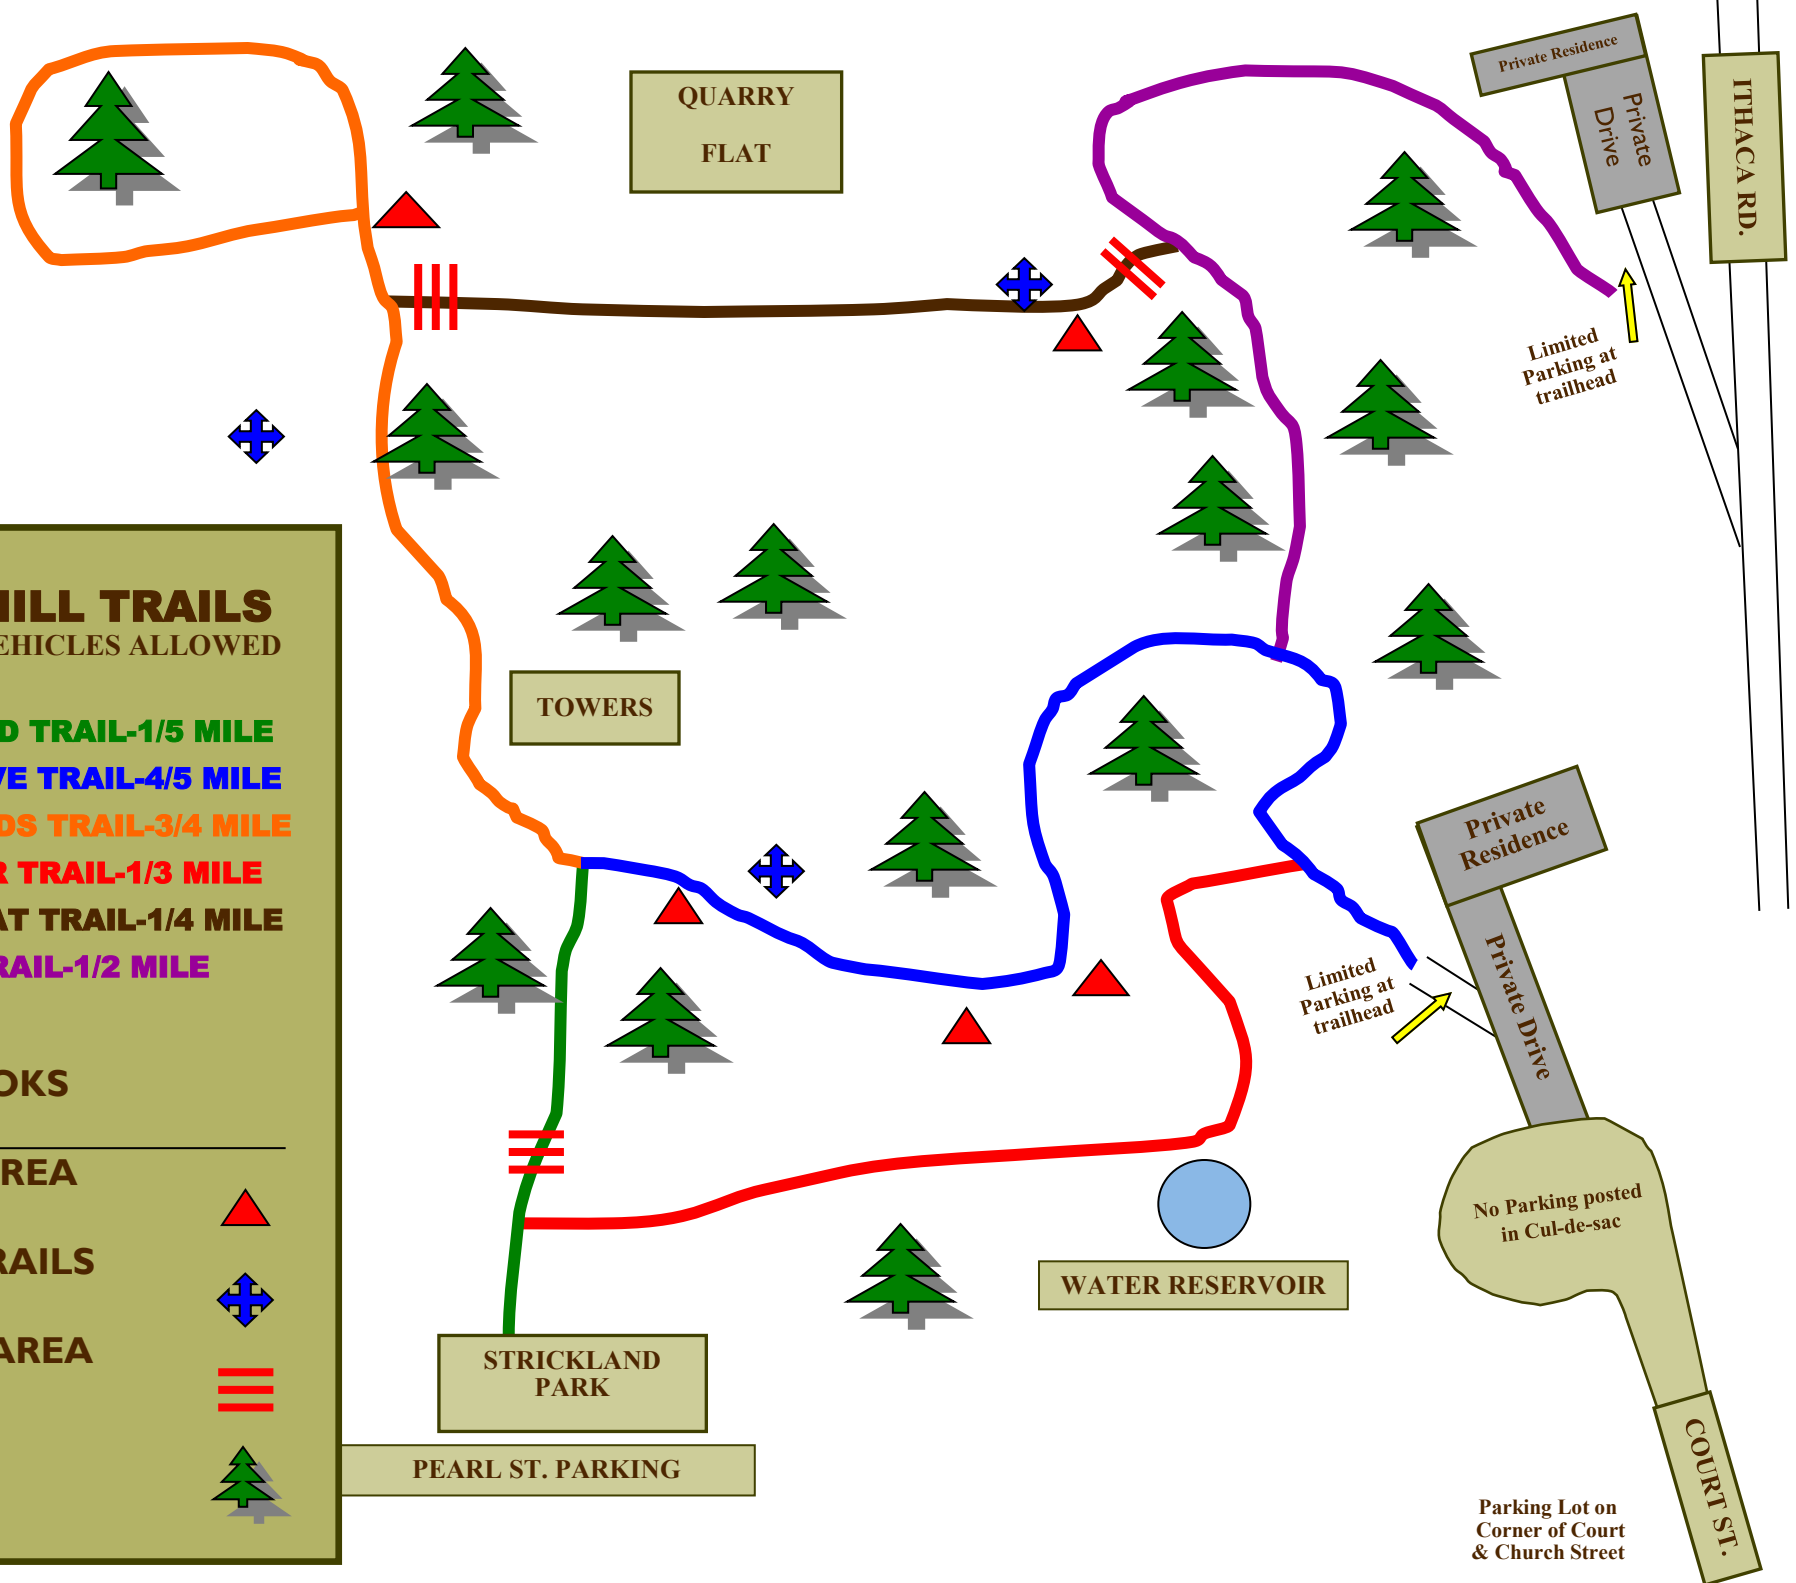 QUARRY
FLAT
Private Residence
Private
Drive
ITHACA RD.
Limited
Parking at
trailhead
HILL TRAILS
EHICLES ALLOWED
D TRAIL-1/5 MILE
VE TRAIL-4/5 MILE
DS TRAIL-3/4 MILE
R TRAIL-1/3 MILE
AT TRAIL-1/4 MILE
RAIL-1/2 MILE
OKS
REA
RAILS
AREA
TOWERS
Private
Residence
Private Drive
Limited
Parking at
trailhead
No Parking posted
in Cul-de-sac
WATER RESERVOIR
STRICKLAND
PARK
PEARL ST. PARKING
COURT ST.
Parking Lot on
Corner of Court
& Church Street